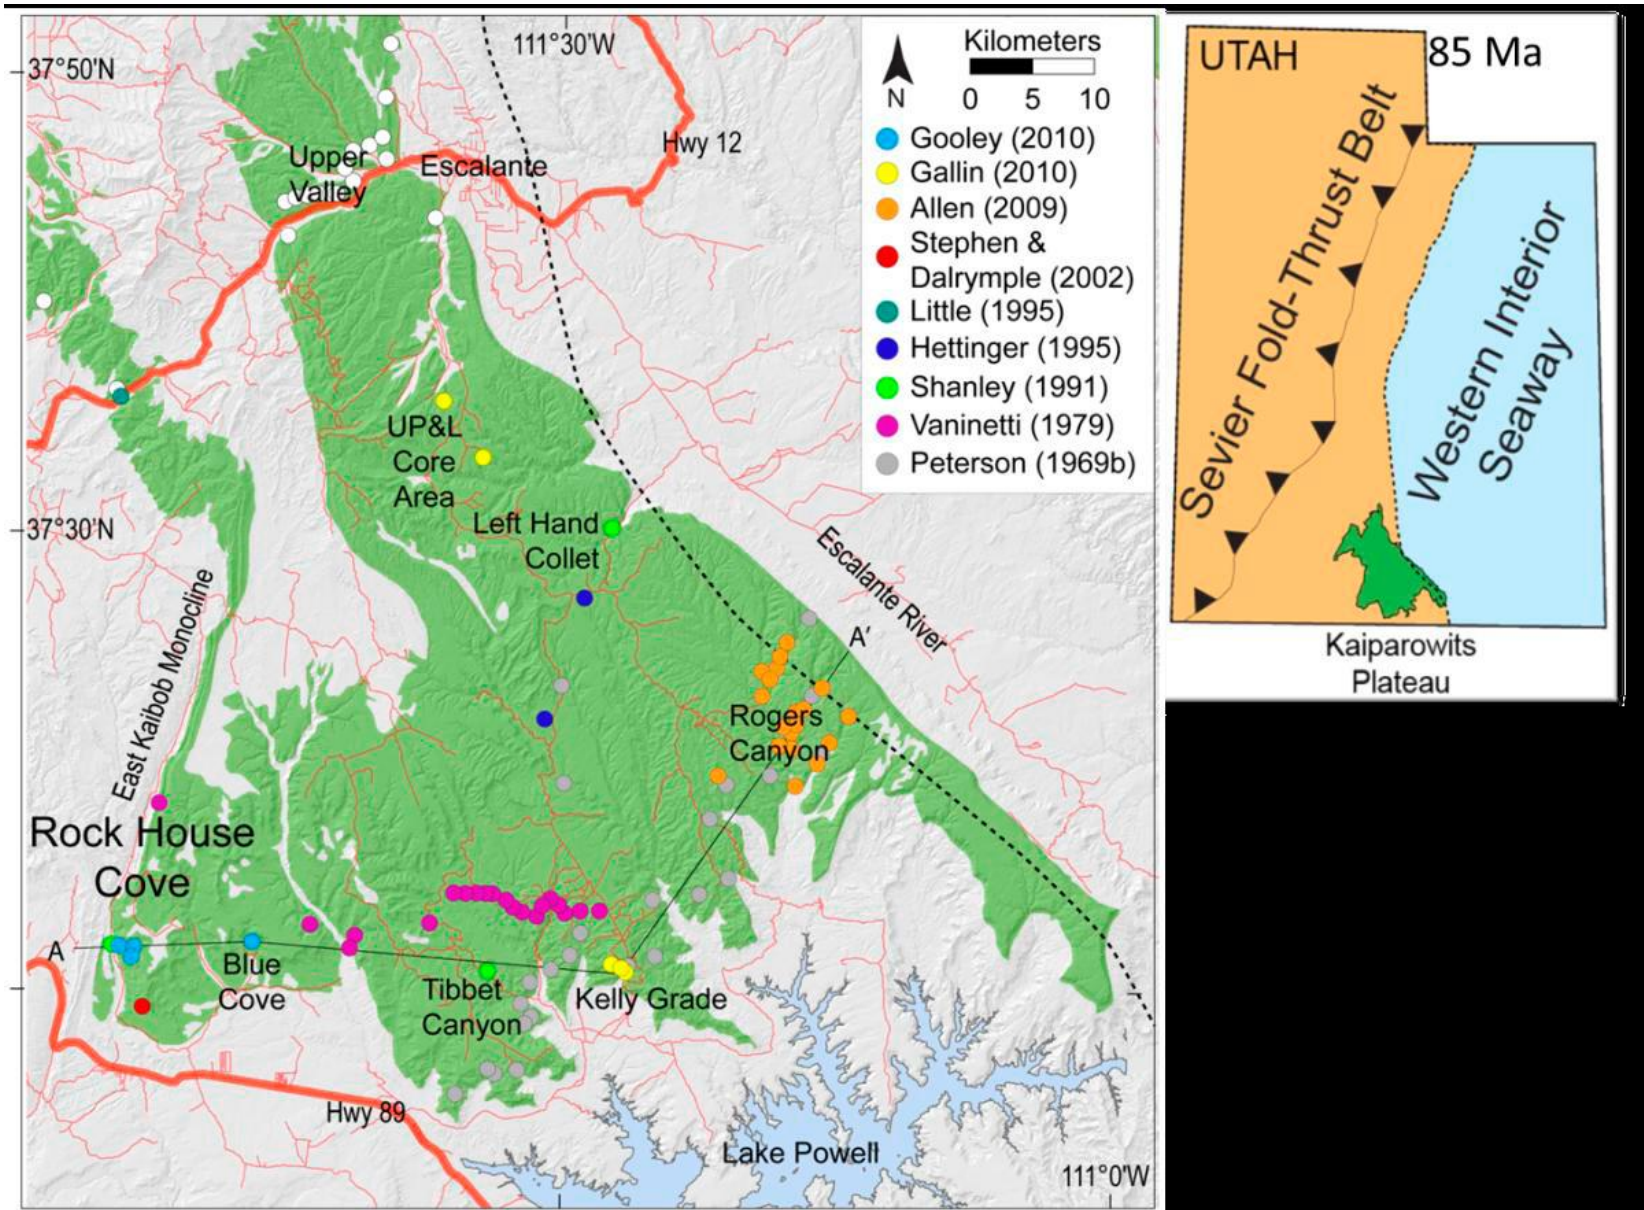 37°50'N
111°30'W
Hwy 12
Upper
Valley
Escalante
UP&L
Core
Area
37°30'N
Left Hand
Collet
Escalante River
A'
East Kaibob Monocline
Rogers
Canyon
Rock House
Cove
A
Blue
Cove
Tibbet
Canyon
Kelly Grade
Hwy 89
Lake Powell
111°0'W
Kilometers
N
0 5 10
Gooley (2010)
Gallin (2010)
Allen (2009)
Stephen &
Dalrymple (2002)
Little (1995)
Hettinger (1995)
Shanley (1991)
Vaninetti (1979)
Peterson (1969b)
UTAH
85 Ma
Sevier Fold-Thrust Belt
Western Interior
Seaway
Kaiparowits
Plateau